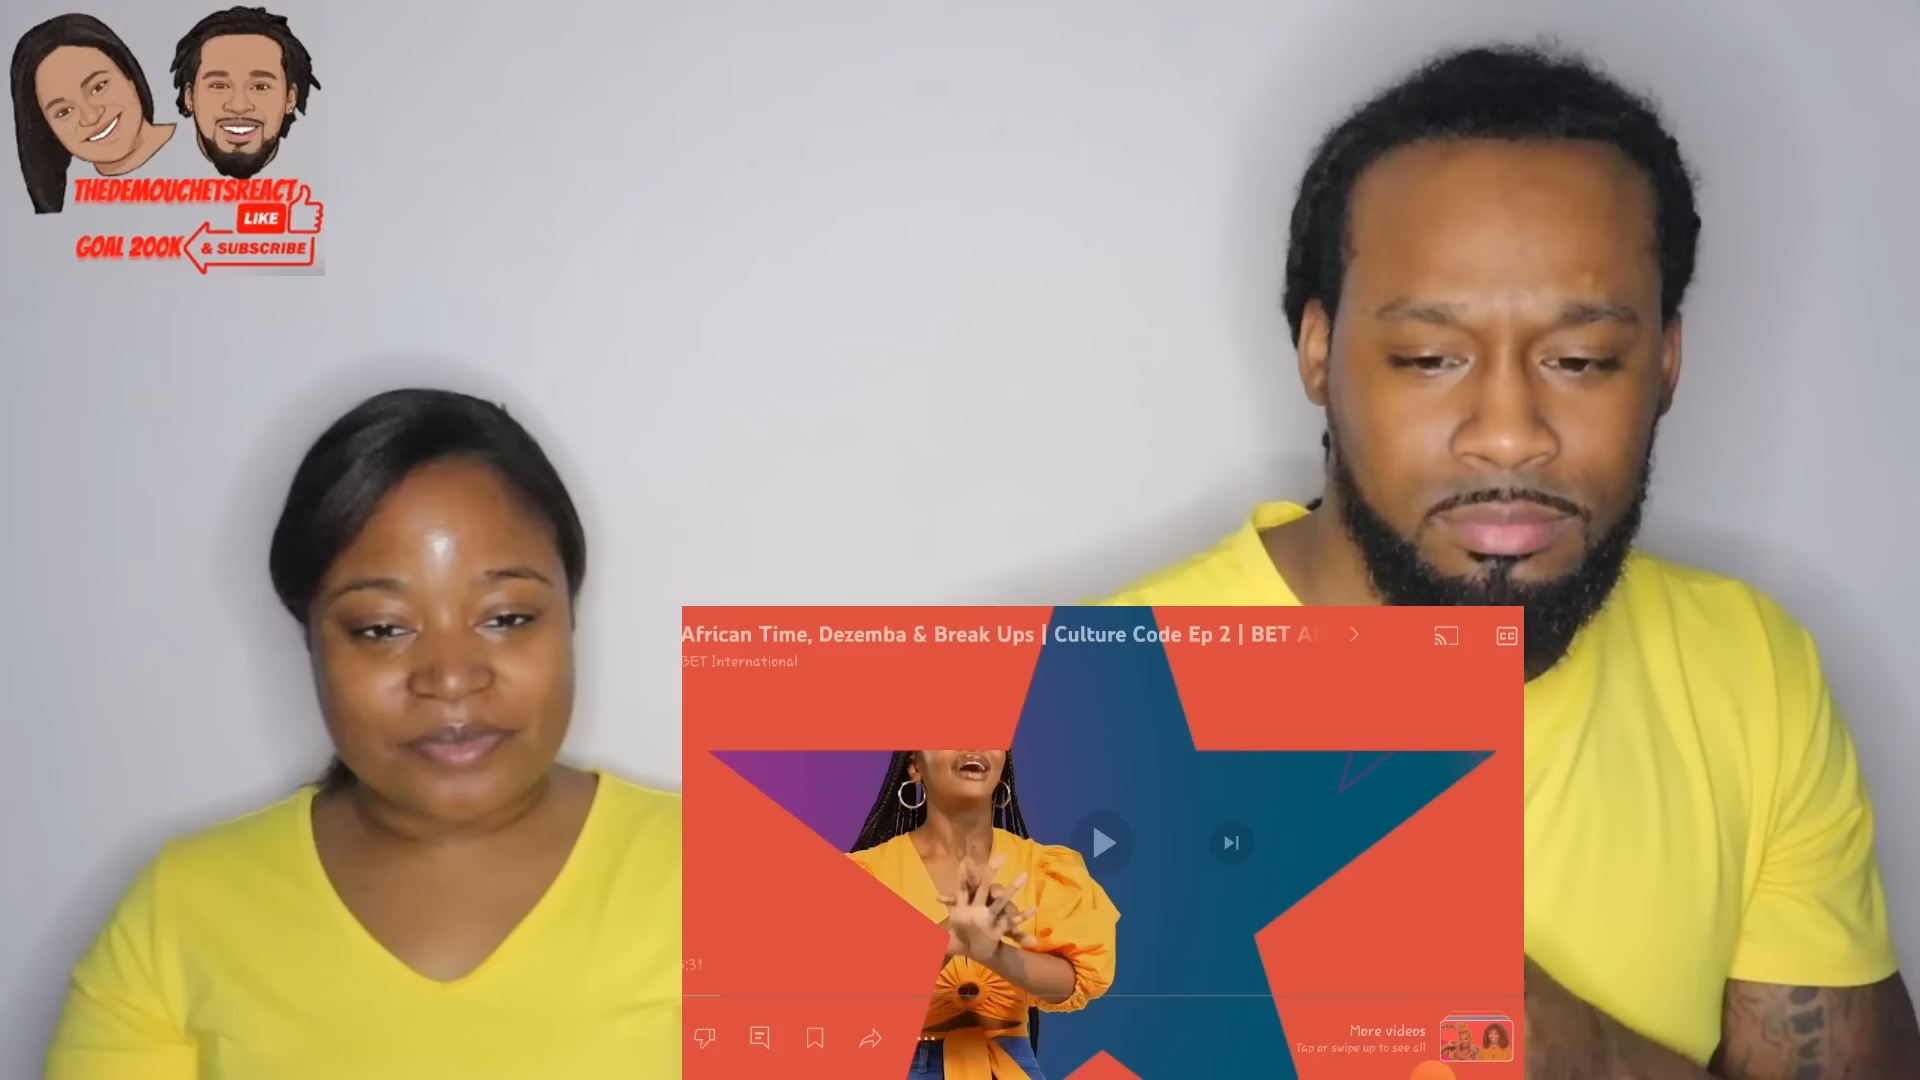 THEDEMOUCHETSREACT
LIKE
GOAL 200K & SUBSCRIBE
African Time, Dezemba & Break Ups | Culture Code Ep 2 | BET
BET International
CC
:31
More videos
Tap or swipe up to see all